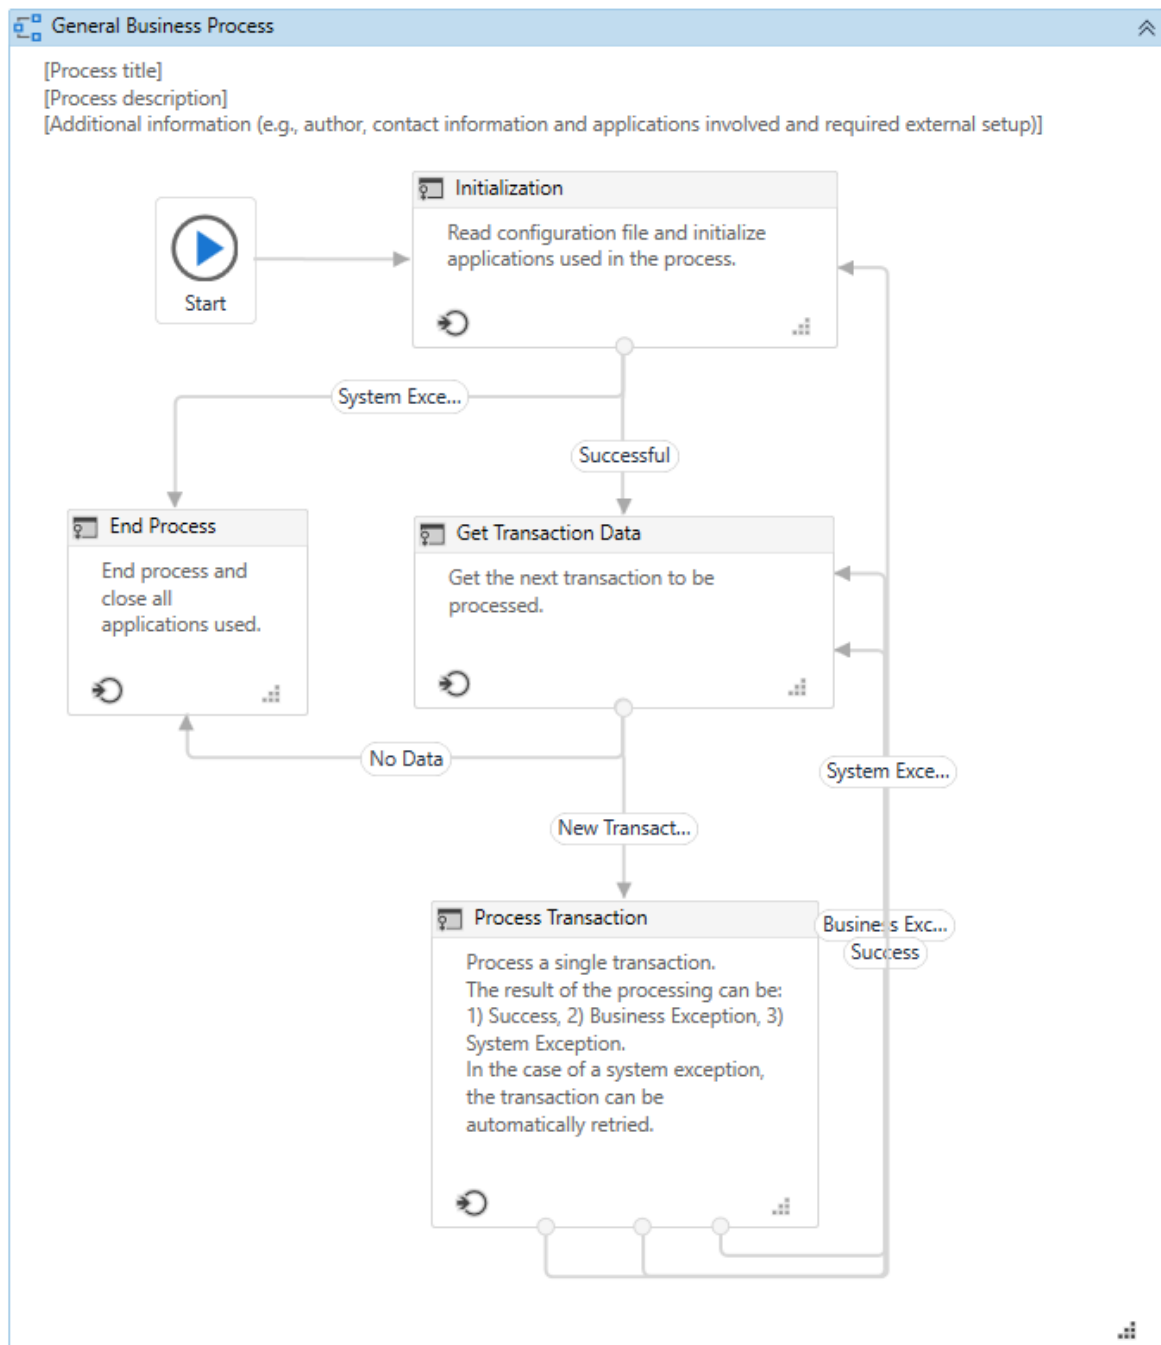 General Business Process
[Process title]
[Process description]
[Additional information (e.g., author, contact information and applications involved and required external setup)]
Initialization
Read configuration file and initialize
applications used in the process.
Start
System Exce...
Successful
End Process
End process and
close all
applications used.
Get Transaction Data
Get the next transaction to be
processed.
No Data
System Exce...
New Transact...
Process Transaction
Process a single transaction.
The result of the processing can be:
1) Success, 2) Business Exception, 3)
System Exception.
In the case of a system exception,
the transaction can be
automatically retried.
Business Exc...
Success